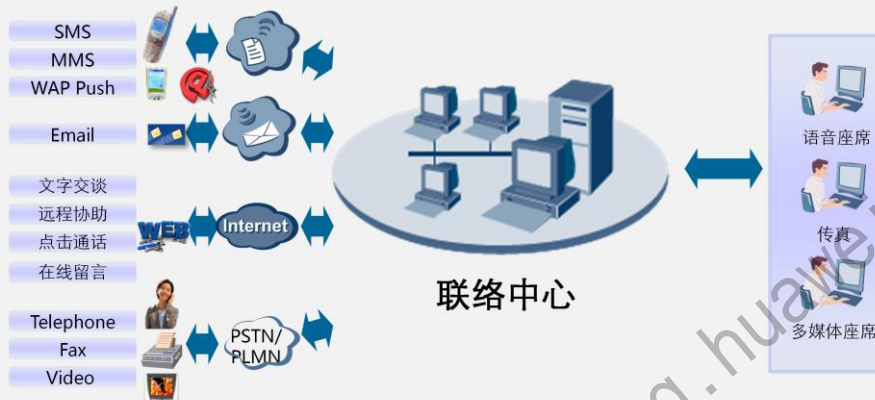 SMS
MMS
WAP Push
Email
文字交谈
远程协助
点击通话
在线留言
Telephone
Fax
Video
WEB
Internet
PSTN/
PLMN
联络中心
语音座席
传真
多媒体座席
g.huawe